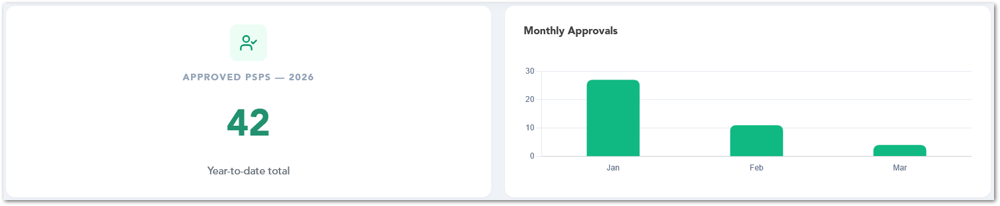 APPROVED PSPS — 2026
42
Year-to-date total
Monthly Approvals
30
20
10
0
Jan Feb Mar